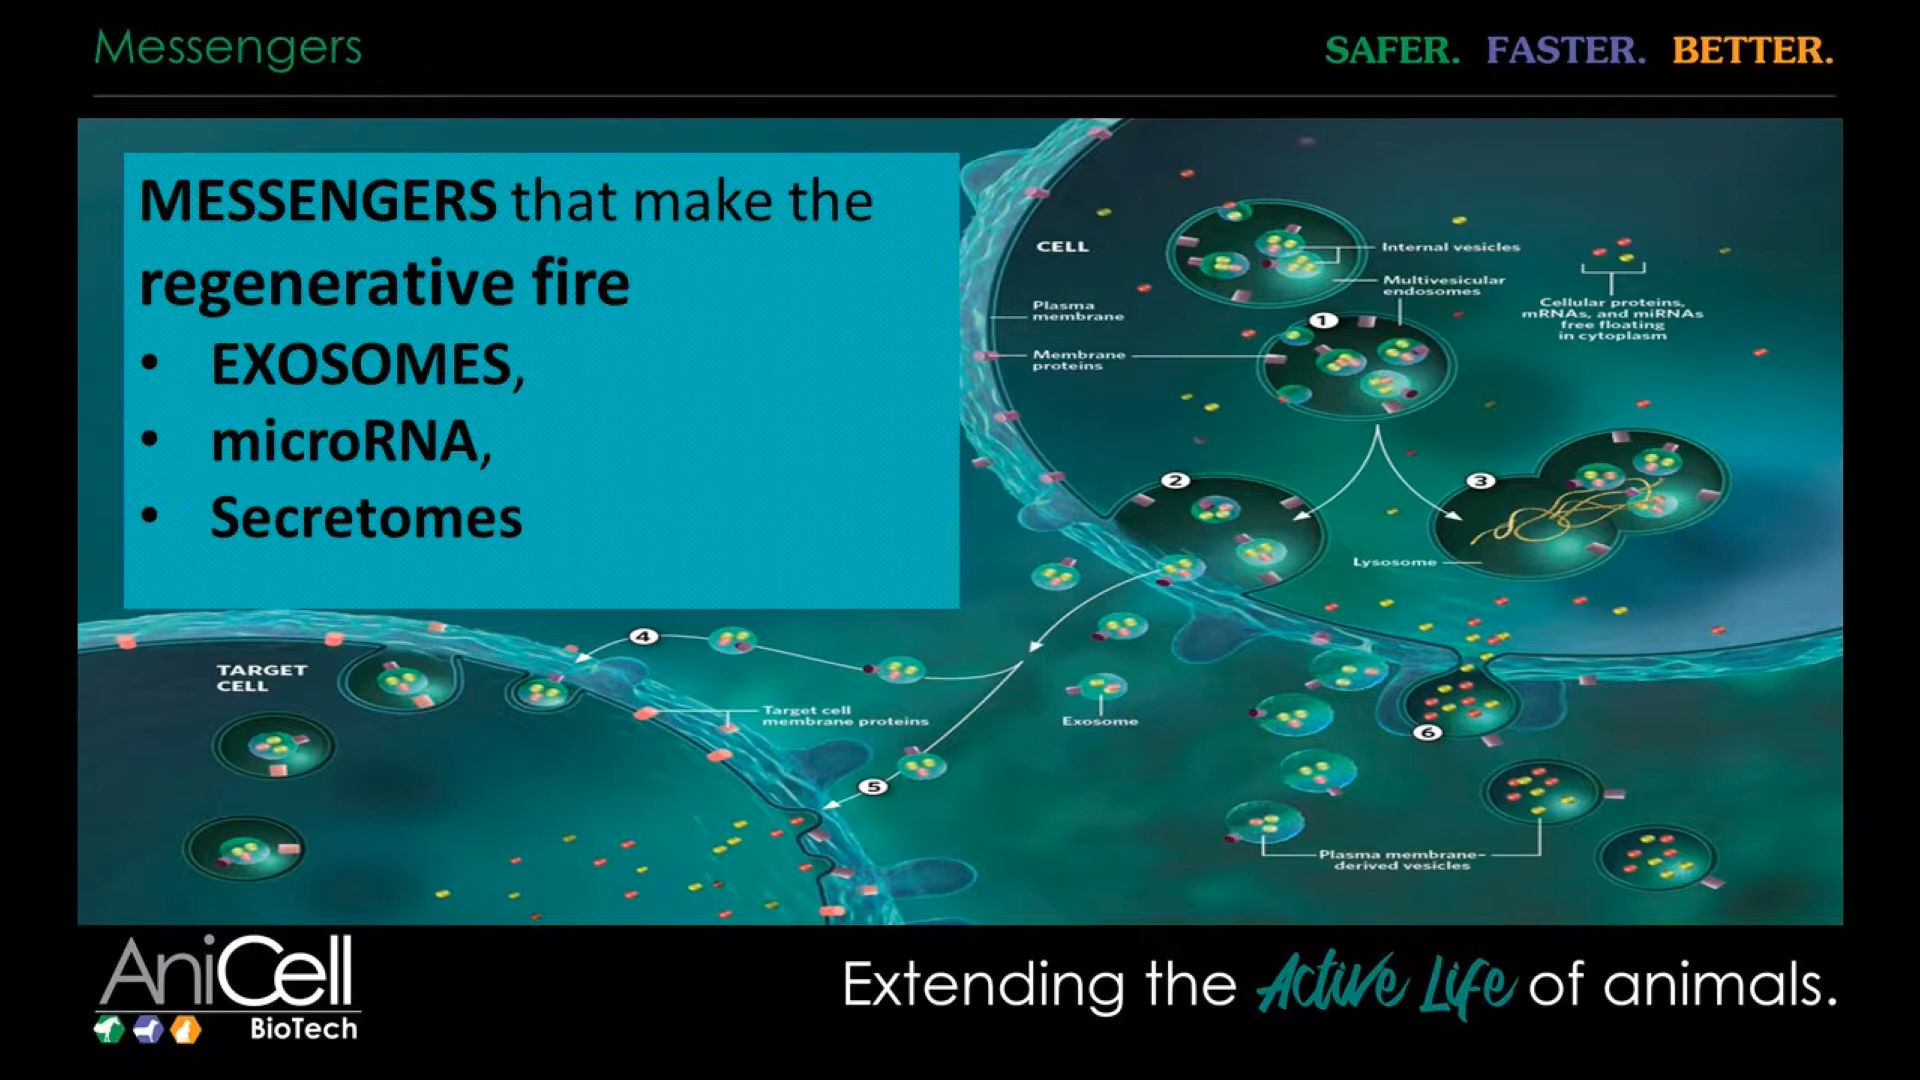 Messengers
SAFER. FASTER. BETTER.
MESSENGERS that make the
regenerative fire
• EXOSOMES,
• microRNA,
• Secretomes
CELL
Internal vesicles
Multivesicular
endosomes
Plasma
membrane
Cellular proteins,
mRNAs, and miRNAs
free floating
in cytoplasm
1
Membrane
proteins
2
3
Lysosome
4
TARGET
CELL
Target cell
membrane proteins
Exosome
6
5
Plasma membrane-
derived vesicles
AniCell
BioTech
Extending the Active Life of animals.